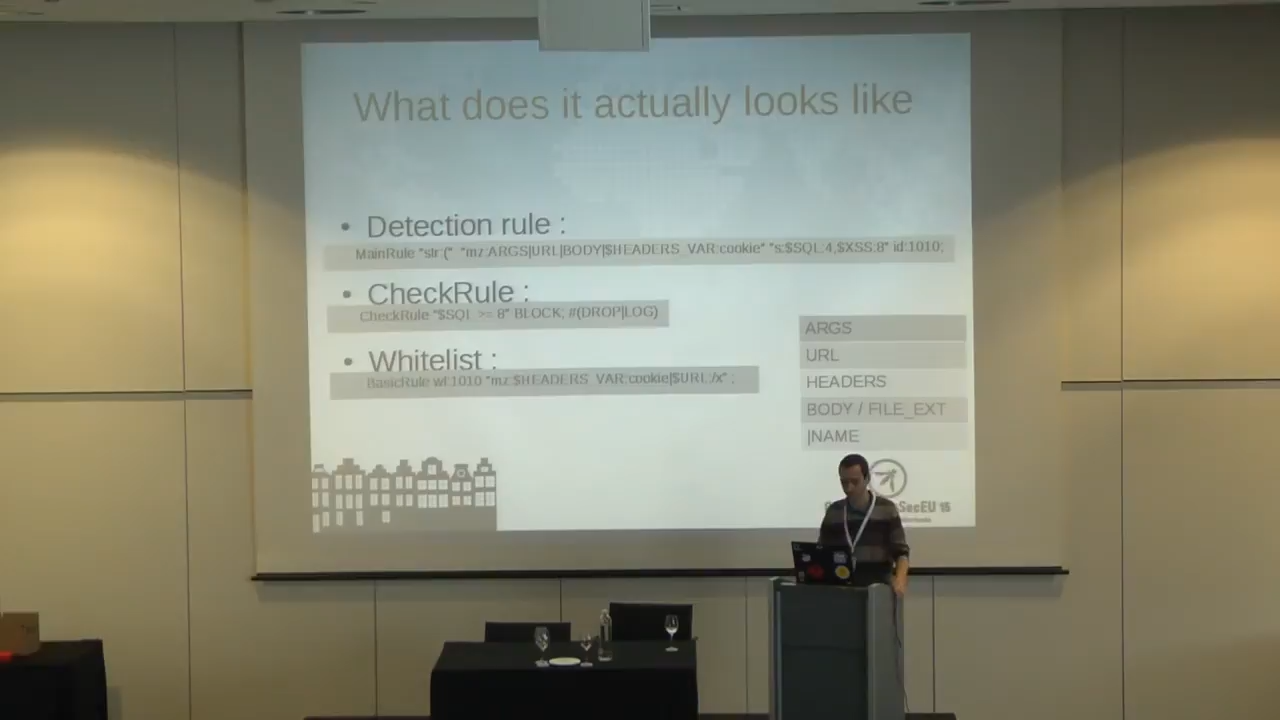 What does it actually looks like
• Detection rule :
MainRule "str:(" "mz:ARGS|URL|BODY|$HEADERS_VAR:cookie" "s:$SQL:4,$XSS:8" id:1010;
• CheckRule :
CheckRule "$SQL >= 8" BLOCK; #(DROP|LOG)
• Whitelist :
BasicRule wl:1010 "mz:$HEADERS_VAR:cookie|$URL:/x" ;
ARGS
URL
HEADERS
BODY / FILE_EXT
|NAME
SecEU 15